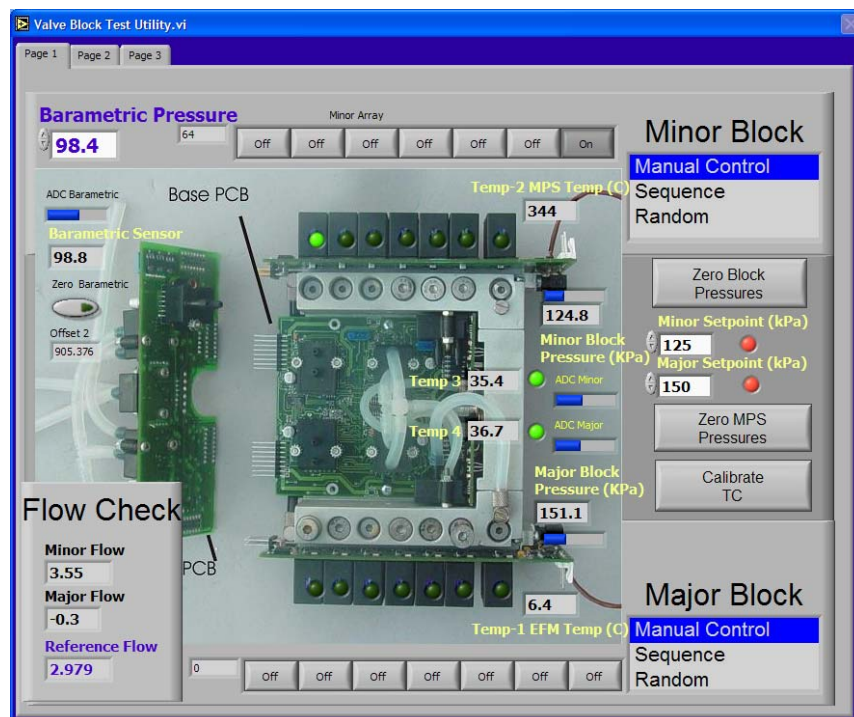 Valve Block Test Utility.vi
Page 1
Page 2
Page 3
Barametric Pressure
98.4
64
Minor Array
Off
Off
Off
Off
Off
Off
On
Minor Block
Manual Control
Sequence
Random
ADC Barametric
Barametric Sensor
98.8
Zero Barametric
Offset 2
905.376
Base PCB
Temp-2 MPS Temp (C)
344
124.8
Minor Block
Pressure (KPa)
ADC Minor
Temp 3
35.4
Temp 4
36.7
ADC Major
Major Block
Pressure (KPa)
151.1
Zero Block
Pressures
Minor Setpoint (kPa)
125
Major Setpoint (kPa)
150
Zero MPS
Pressures
Calibrate
TC
Flow Check
Minor Flow
3.55
Major Flow
-0.3
Reference Flow
2.979
PCB
6.4
Temp-1 EFM Temp (C)
0
Off
Off
Off
Off
Off
Off
Off
Major Block
Manual Control
Sequence
Random